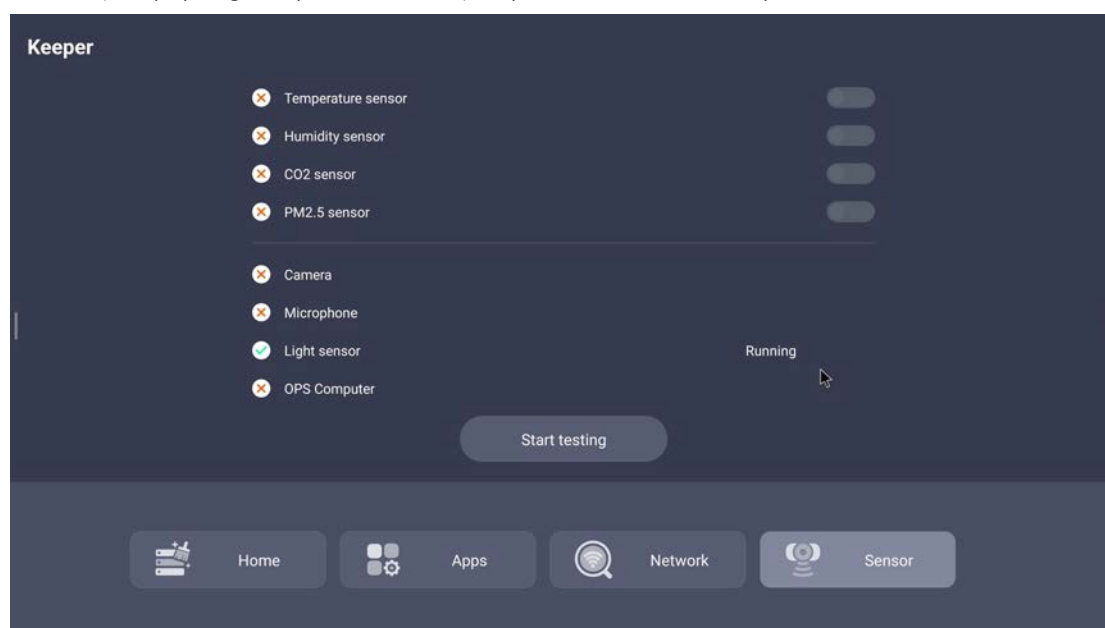 Keeper
Temperature sensor
Humidity sensor
CO2 sensor
PM2.5 sensor
Camera
Microphone
Light sensor Running
OPS Computer
Start testing
Home Apps Network Sensor